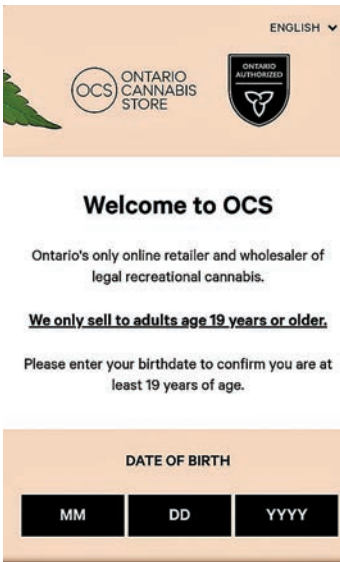 ENGLISH
OCS
ONTARIO
CANNABIS
STORE
ONTARIO
AUTHORIZED
Welcome to OCS
Ontario's only online retailer and wholesaler of
legal recreational cannabis.
We only sell to adults age 19 years or older.
Please enter your birthdate to confirm you are at
least 19 years of age.
DATE OF BIRTH
MM
DD
YYYY